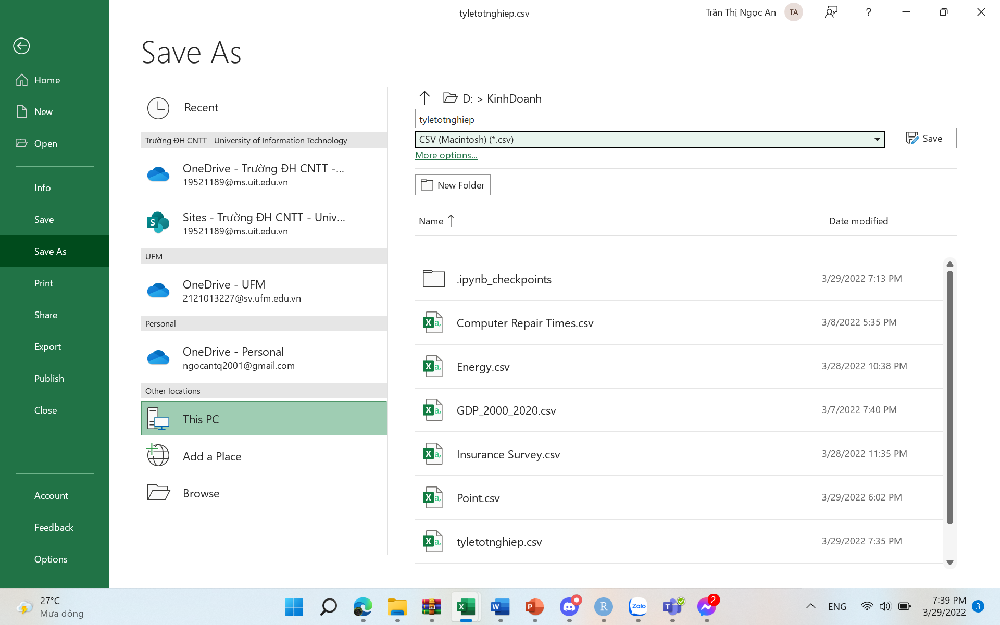 tyletotnghiep.csv
Trần Thị Ngọc An
TA
?
Save As
Home
New
Open
Info
Save
Save As
Print
Share
Export
Publish
Close
Account
Feedback
Options
Recent
Trường ĐH CNTT - University of Information Technology
OneDrive - Trường ĐH CNTT -...
19521189@ms.uit.edu.vn
Sites - Trường ĐH CNTT - Univ...
19521189@ms.uit.edu.vn
UFM
OneDrive - UFM
2121013227@sv.ufm.edu.vn
Personal
OneDrive - Personal
ngocantq2001@gmail.com
Other locations
This PC
Add a Place
Browse
D: > KinhDoanh
tyletotnghiep
CSV (Macintosh) (*.csv)
Save
More options...
New Folder
Name
Date modified
.ipynb_checkpoints
3/29/2022 7:13 PM
Computer Repair Times.csv
3/8/2022 5:35 PM
Energy.csv
3/28/2022 10:38 PM
GDP_2000_2020.csv
3/7/2022 7:40 PM
Insurance Survey.csv
3/28/2022 11:35 PM
Point.csv
3/29/2022 6:02 PM
tyletotnghiep.csv
3/29/2022 7:35 PM
27°C
Mưa dông
Zalo
2
ENG
7:39 PM
3/29/2022
3